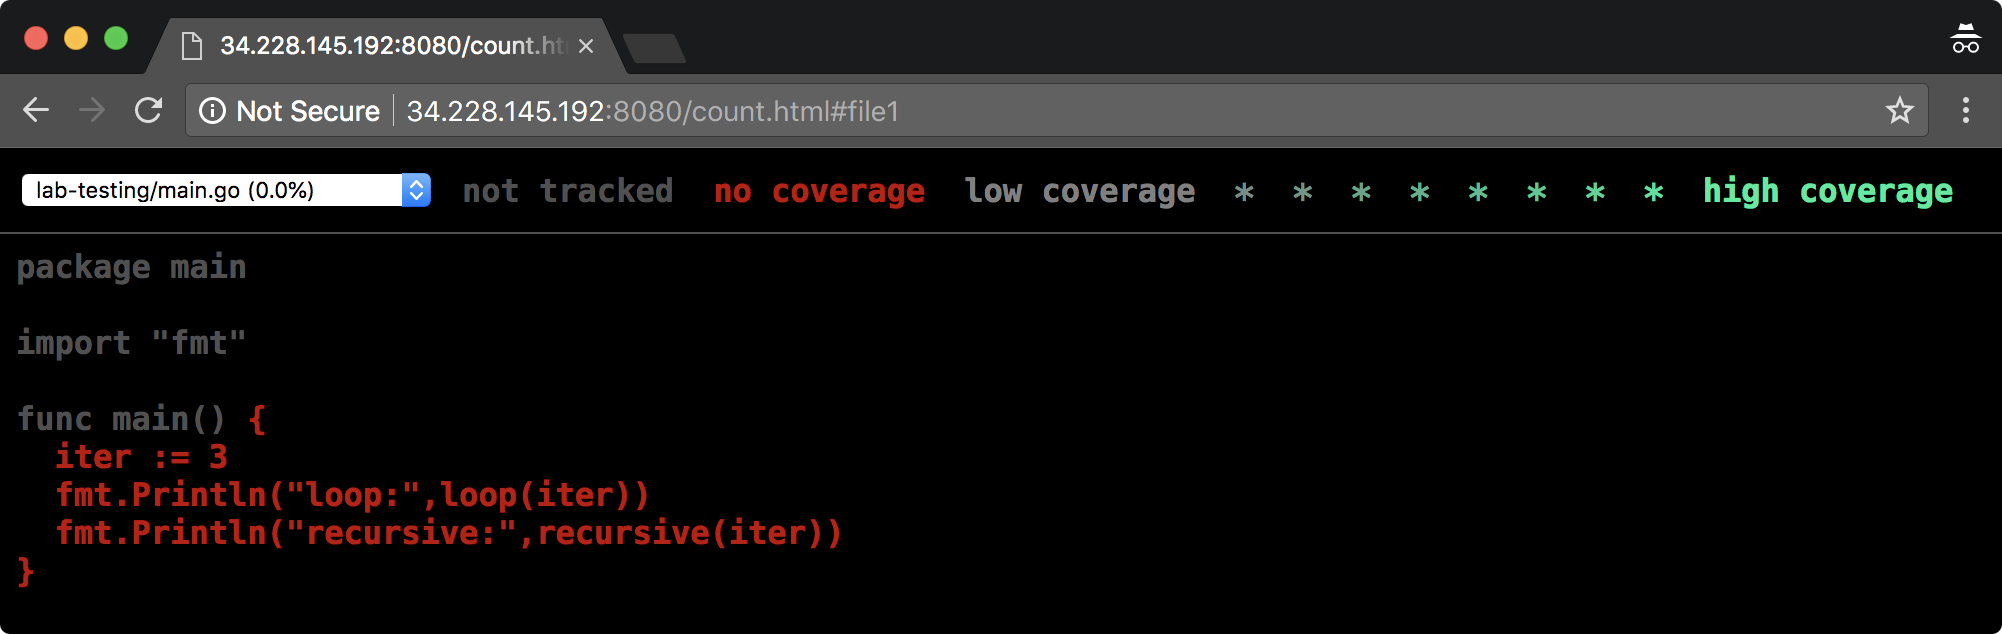 34.228.145.192:8080/count.ht
Not Secure 34.228.145.192:8080/count.html#file1
lab-testing/main.go (0.0%) not tracked no coverage low coverage * * * * * * * * high coverage
package main
import "fmt"
func main() {
iter := 3
fmt.Println("loop:",loop(iter))
fmt.Println("recursive:",recursive(iter))
}